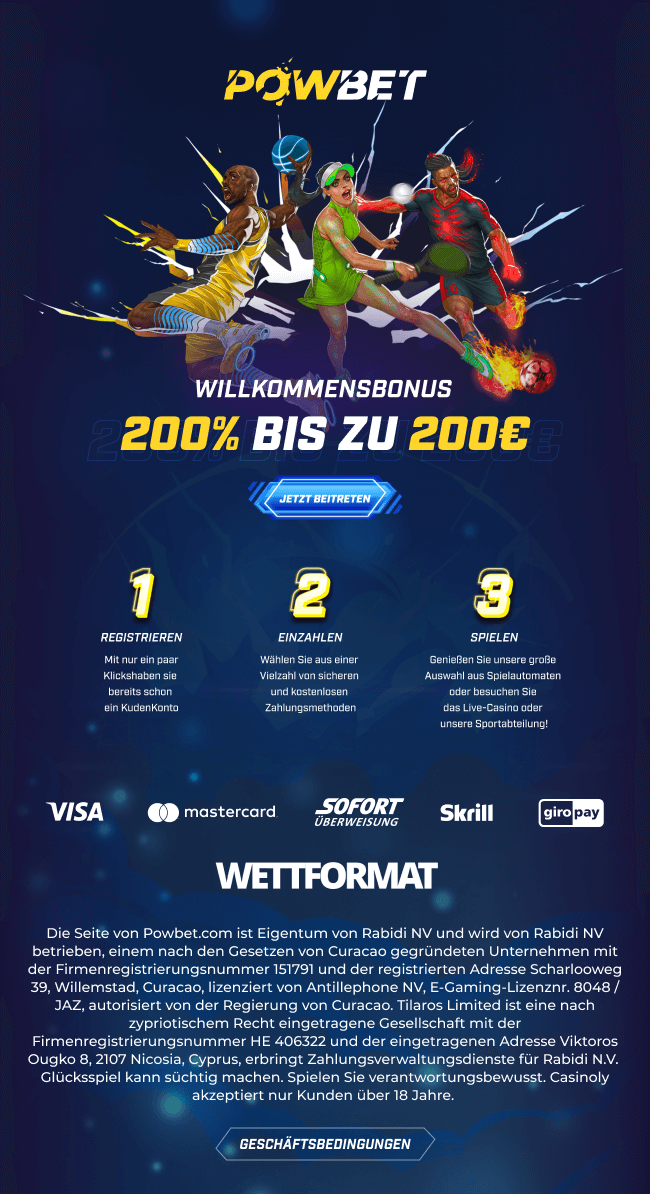 POWBET
WILLKOMMENSBONUS
200% BIS ZU 200€
JETZT BEITRETEN
1
2
3
REGISTRIEREN
EINZAHLEN
SPIELEN
Mit nur ein paar
Klickshaben sie
bereits schon
ein KudenKonto
Wählen Sie aus einer
Vielzahl von sicheren
und kostenlosen
Zahlungsmethoden
Genießen Sie unsere große
Auswahl aus Spielautomaten
oder besuchen Sie
das Live-Casino oder
unsere Sportabteilung!
VISA
mastercard
SOFORT
ÜBERWEISUNG
Skrill
giropay
WETTFORMAT
Die Seite von Powbet.com ist Eigentum von Rabidi NV und wird von Rabidi NV
betrieben, einem nach den Gesetzen von Curacao gegründeten Unternehmen mit
der Firmenregistrierungsnummer 151791 und der registrierten Adresse Scharlooweg
39, Willemstad, Curacao, lizenziert von Antillephone NV, E-Gaming-Lizenznr. 8048 /
JAZ, autorisiert von der Regierung von Curacao. Tilaros Limited ist eine nach
zypriotischem Recht eingetragene Gesellschaft mit der
Firmenregistrierungsnummer HE 406322 und der eingetragenen Adresse Viktoros
Ougko 8, 2107 Nicosia, Cyprus, erbringt Zahlungsverwaltungsdienste für Rabidi N.V.
Glücksspiel kann süchtig machen. Spielen Sie verantwortungsbewusst. Casinoly
akzeptiert nur Kunden über 18 Jahre.
GESCHÄFTSBEDINGUNGEN